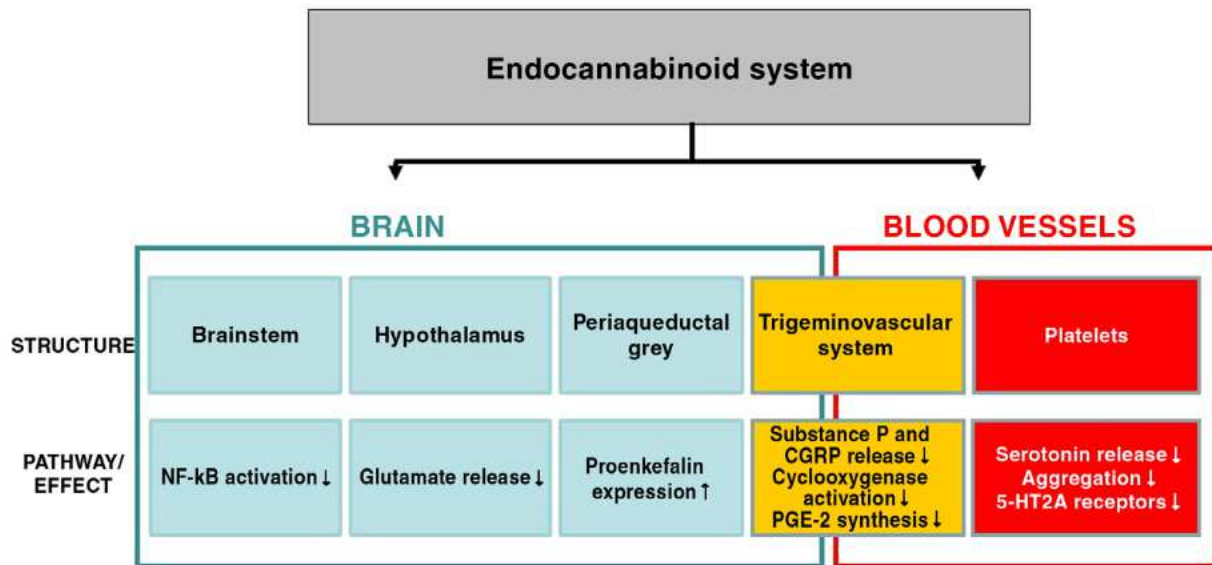 Endocannabinoid system
BRAIN
BLOOD VESSELS
STRUCTURE
Brainstem
Hypothalamus
Periaqueductal
grey
Trigeminovascular
system
Platelets
PATHWAY/
EFFECT
NF-kB activation ↓
Glutamate release ↓
Proenkefalin
expression ↑
Substance P and
CGRP release ↓
Cyclooxygenase
activation ↓
PGE-2 synthesis ↓
Serotonin release ↓
Aggregation ↓
5-HT2A receptors ↓